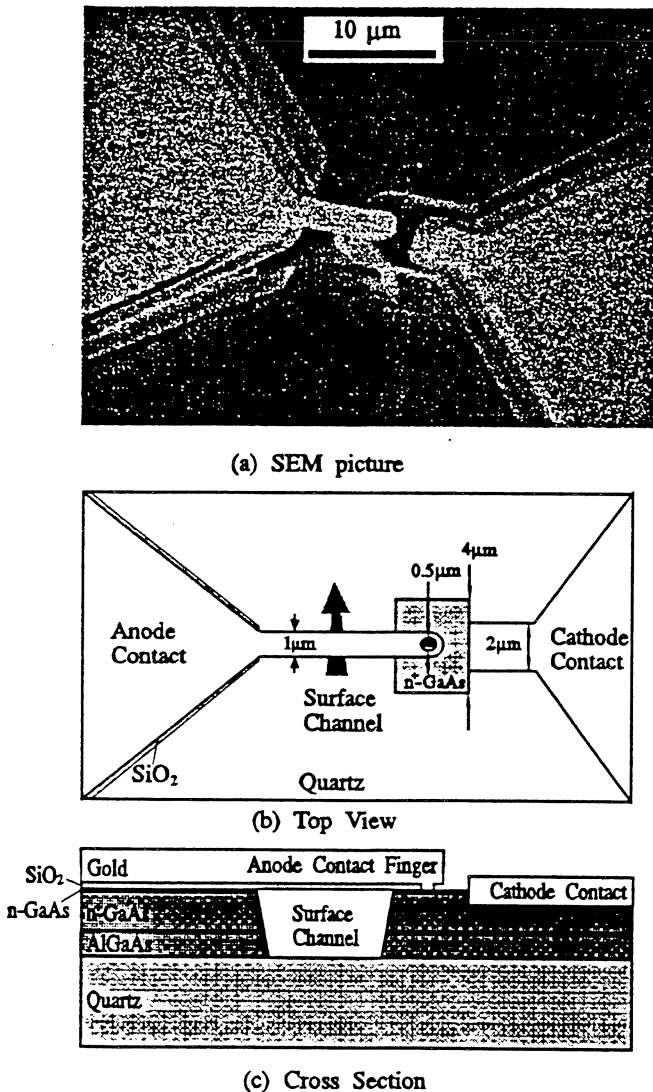 10 μm
(a) SEM picture
4μm
0.5μm
Anode
Contact
1μm
2μm
Cathode
Contact
n⁺-GaAs
Surface
Channel
SiO₂
Quartz
(b) Top View
Gold
Anode Contact Finger
SiO₂
Cathode Contact
n-GaAs
n⁺-GaAs
Surface
Channel
AlGaAs
Quartz
(c) Cross Section